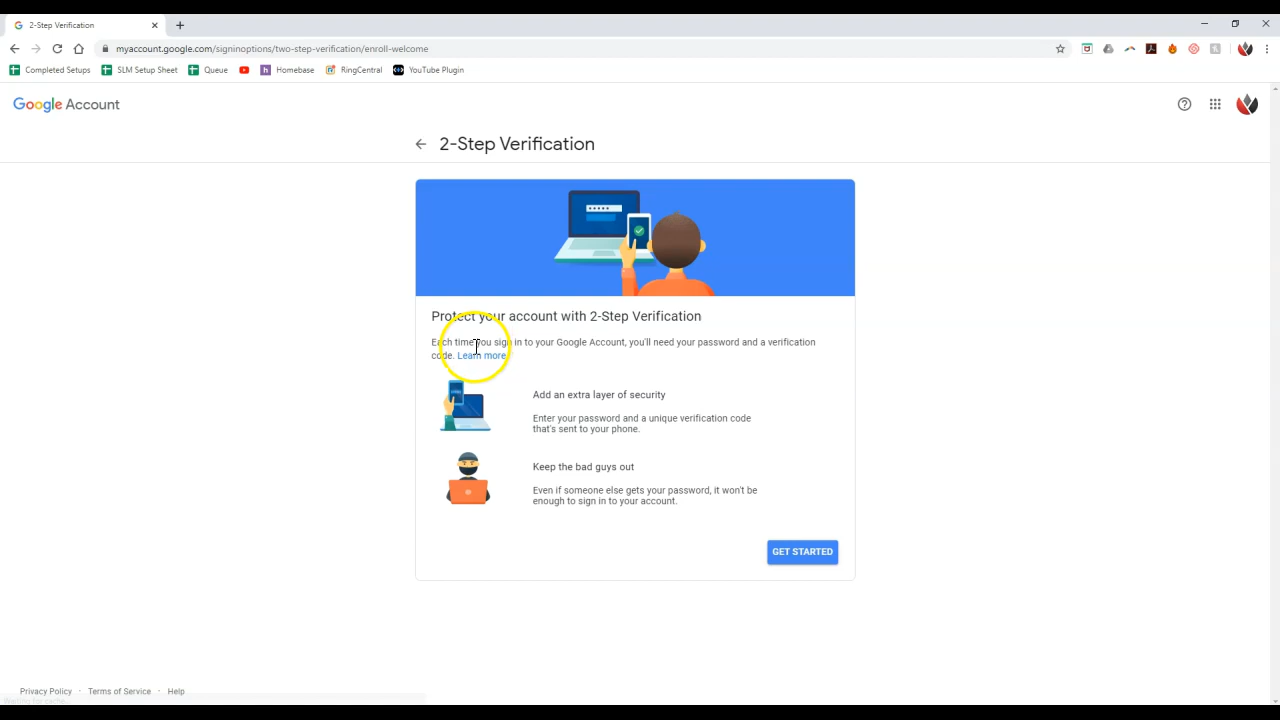 2-Step Verification
myaccount.google.com/signinoptions/two-step-verification/enroll-welcome
Completed Setups SLM Setup Sheet Queue Homebase RingCentral YouTube Plugin
Google Account
2-Step Verification
Protect your account with 2-Step Verification
Each time you sign in to your Google Account, you'll need your password and a verification
code. Learn more
Add an extra layer of security
Enter your password and a unique verification code
that's sent to your phone.
Keep the bad guys out
Even if someone else gets your password, it won't be
enough to sign in to your account.
GET STARTED
Privacy Policy · Terms of Service · Help
Waiting for cache...